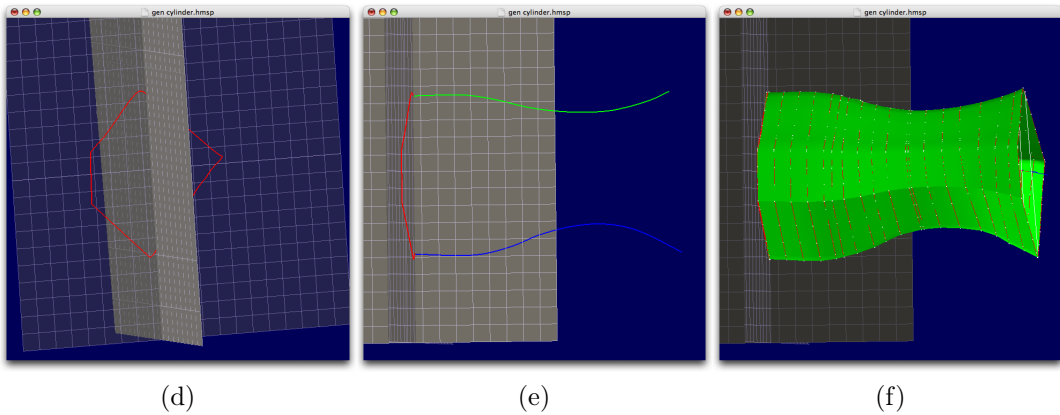 gen cylinder.hmsp
gen cylinder.hmsp
gen cylinder.hmsp
(d)
(e)
(f)